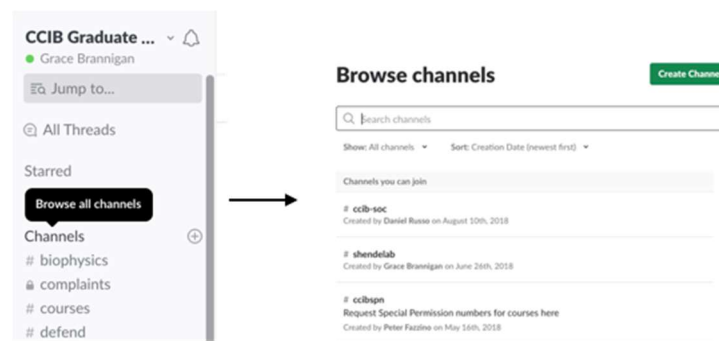 CCIB Graduate ...
Grace Brannigan
Jump to...
All Threads
Starred
Browse all channels
Channels
# biophysics
complaints
# courses
# defend
Browse channels
Create Channe
Search channels
Show: All channels Sort: Creation Date (newest first)
Channels you can join
# ccib-soc
Created by Daniel Russo on August 10th, 2018
# shendelab
Created by Grace Brannigan on June 26th, 2018
# ccibspn
Request Special Permission numbers for courses here
Created by Peter Fazzino on May 16th, 2018